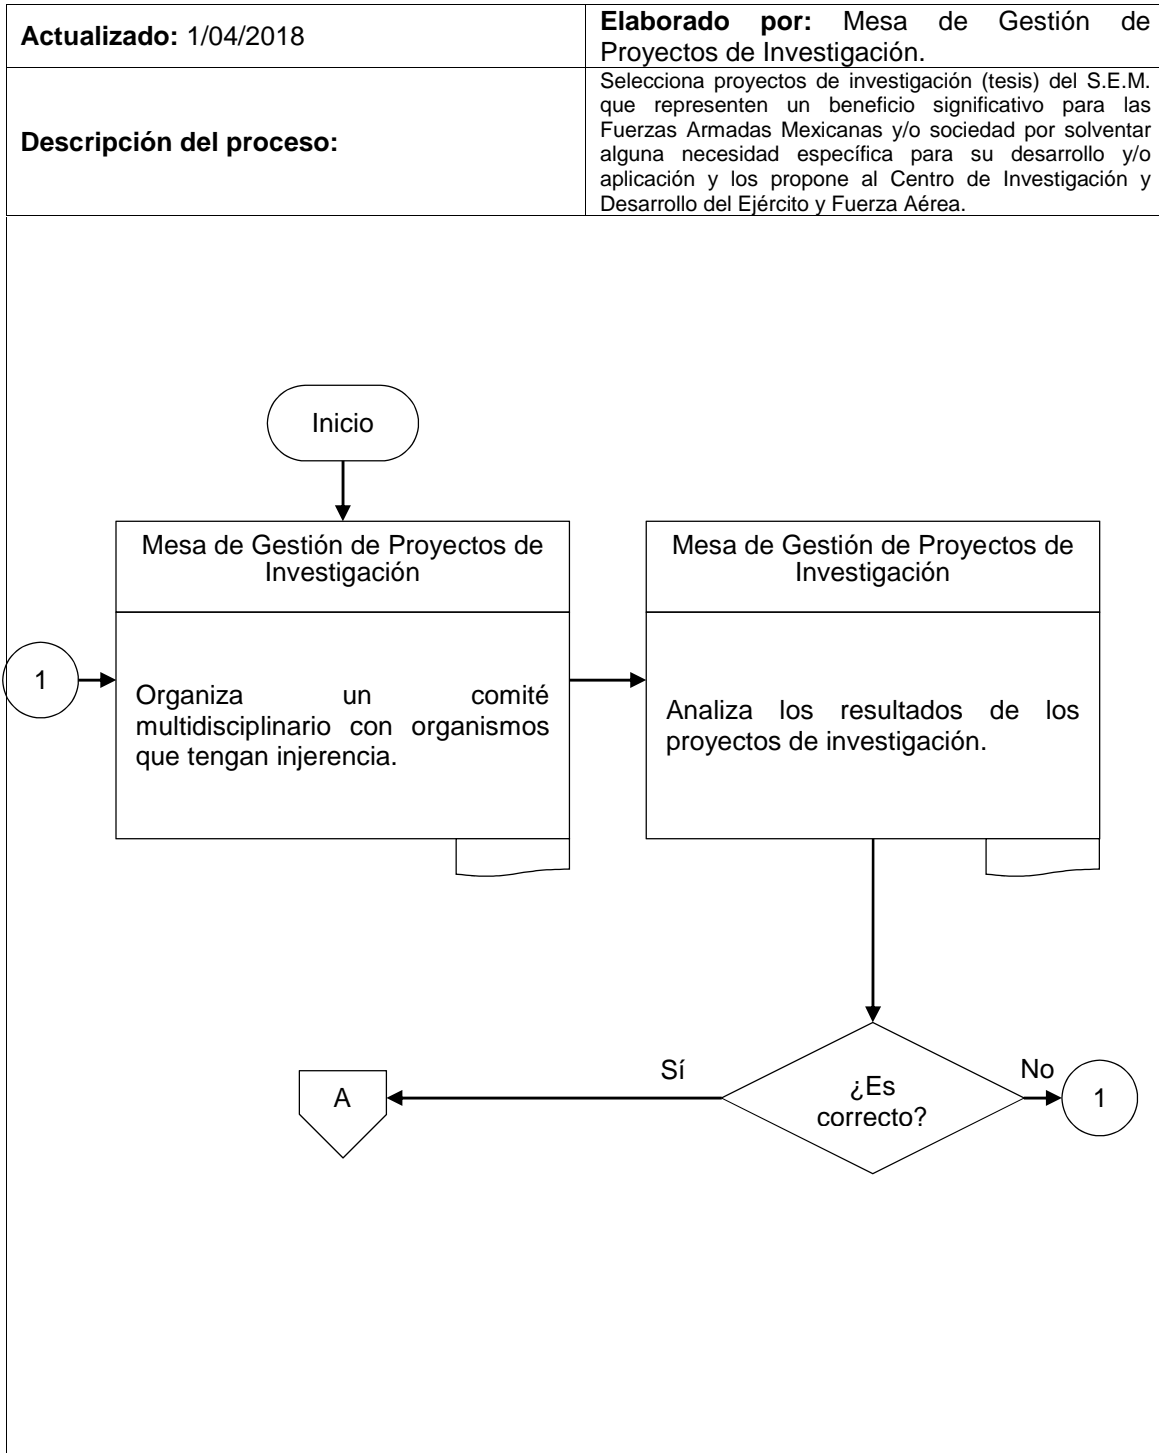 Actualizado: 1/04/2018
Elaborado por: Mesa de Gestión de
Proyectos de Investigación.
Descripción del proceso:
Selecciona proyectos de investigación (tesis) del S.E.M.
que representen un beneficio significativo para las
Fuerzas Armadas Mexicanas y/o sociedad por solventar
alguna necesidad específica para su desarrollo y/o
aplicación y los propone al Centro de Investigación y
Desarrollo del Ejército y Fuerza Aérea.
Inicio
Mesa de Gestión de Proyectos de
Investigación
Mesa de Gestión de Proyectos de
Investigación
1
Organiza un comité
multidisciplinario con organismos
que tengan injerencia.
Analiza los resultados de los
proyectos de investigación.
Sí
No
A
¿Es
correcto?
1